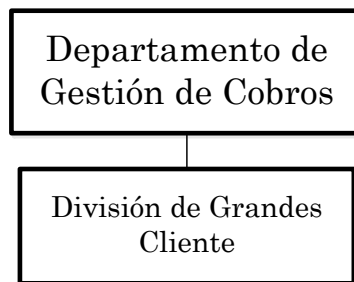 Departamento de
Gestión de Cobros
División de Grandes
Cliente